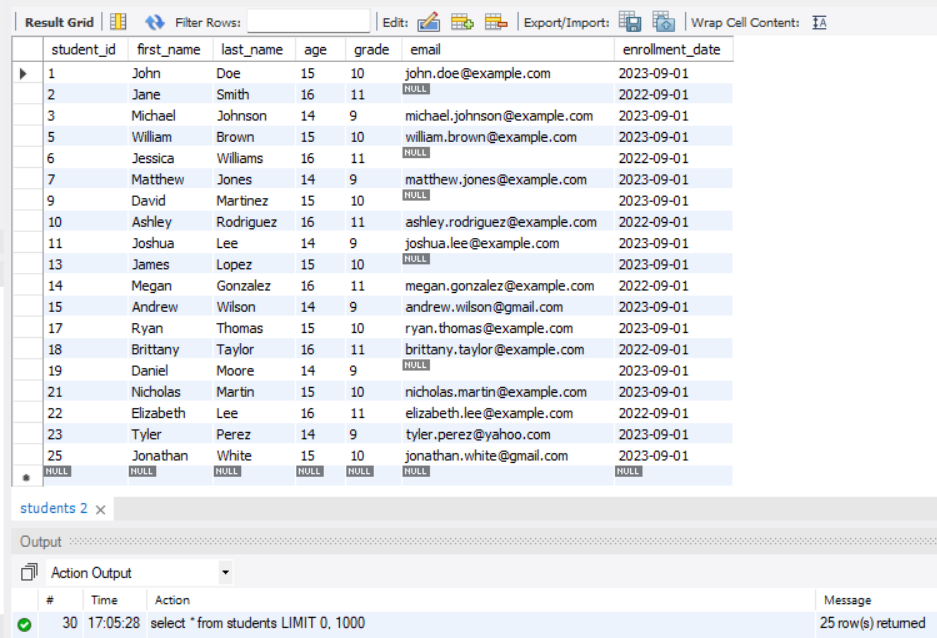 Result Grid Filter Rows: Edit: Export/Import: Wrap Cell Content: IA
student_id first_name last_name age grade email enrollment_date
1 John Doe 15 10 john.doe@example.com 2023-09-01
2 Jane Smith 16 11 NULL 2022-09-01
3 Michael Johnson 14 9 michael.johnson@example.com 2023-09-01
5 William Brown 15 10 william.brown@example.com 2023-09-01
6 Jessica Williams 16 11 NULL 2022-09-01
7 Matthew Jones 14 9 matthew.jones@example.com 2023-09-01
9 David Martinez 15 10 NULL 2023-09-01
10 Ashley Rodriguez 16 11 ashley.rodriguez@example.com 2022-09-01
11 Joshua Lee 14 9 joshua.lee@example.com 2023-09-01
13 James Lopez 15 10 NULL 2023-09-01
14 Megan Gonzalez 16 11 megan.gonzalez@example.com 2022-09-01
15 Andrew Wilson 14 9 andrew.wilson@gmail.com 2023-09-01
17 Ryan Thomas 15 10 ryan.thomas@example.com 2023-09-01
18 Brittany Taylor 16 11 brittany.taylor@example.com 2022-09-01
19 Daniel Moore 14 9 NULL 2023-09-01
21 Nicholas Martin 15 10 nicholas.martin@example.com 2023-09-01
22 Elizabeth Lee 16 11 elizabeth.lee@example.com 2022-09-01
23 Tyler Perez 14 9 tyler.perez@yahoo.com 2023-09-01
25 Jonathan White 15 10 jonathan.white@gmail.com 2023-09-01
NULL NULL NULL NULL NULL NULL NULL
students 2
Output
Action Output
# Time Action Message
30 17:05:28 select * from students LIMIT 0, 1000 25 row(s) returned